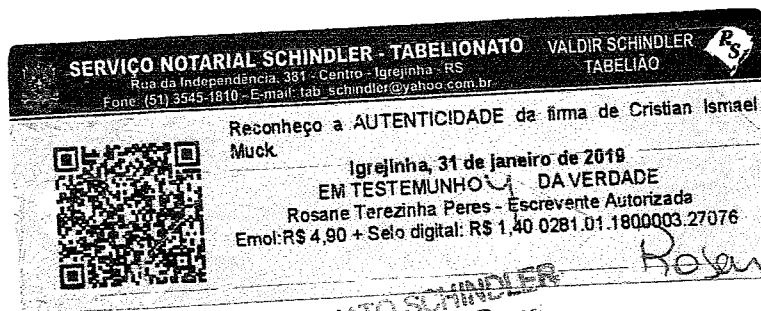 SERVIÇO NOTARIAL SCHINDLER - TABELIONATO
Rua da Independência, 381 - Centro - Igrejinha - RS
Fone: (51) 3545-1810 - E-mail: tab_schindler@yahoo.com.br
VALDIR SCHINDLER
TABELIÃO
RS
Reconheço a AUTENTICIDADE da firma de Cristian Ismael
Muck.
Igrejinha, 31 de janeiro de 2019
EM TESTEMUNHO DA VERDADE
Rosane Terezinha Peres - Escrevente Autorizada
Emol:R$ 4,90 + Selo digital: R$ 1,40 0281.01.1800003.27076
Rosan
SCHINDLER